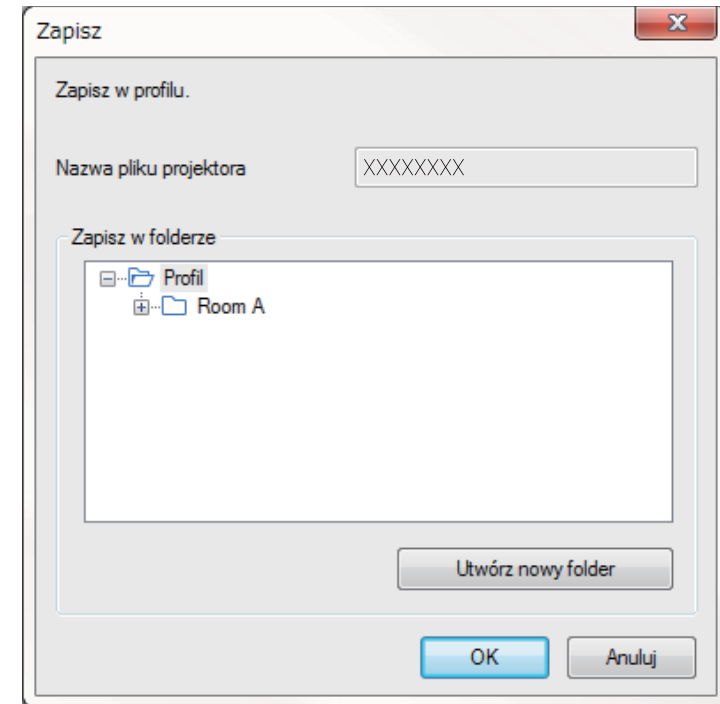 Zapisz
Zapisz w profilu.
Nazwa pliku projektora XXXXXXXX
Zapisz w folderze
Profil
Room A
Utwórz nowy folder
OK Anuluj